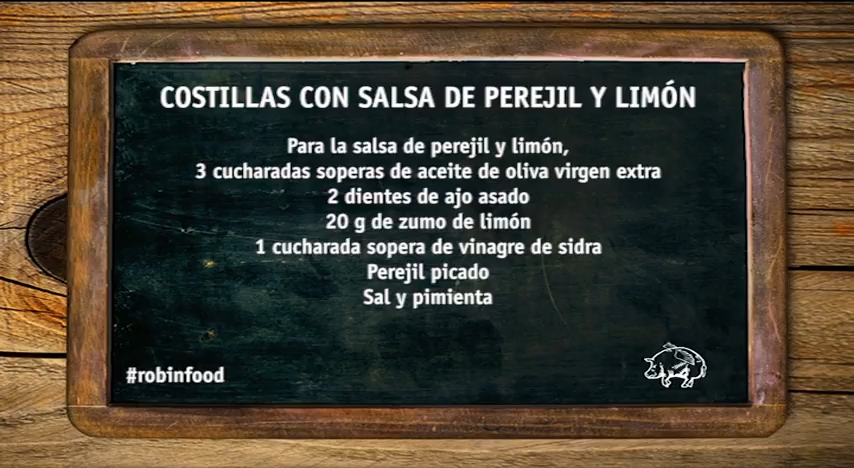 COSTILLAS CON SALSA DE PEREJIL Y LIMÓN
Para la salsa de perejil y limón,
3 cucharadas soperas de aceite de oliva virgen extra
2 dientes de ajo asado
20 g de zumo de limón
1 cucharada sopera de vinagre de sidra
Perejil picado
Sal y pimienta
#robinfood